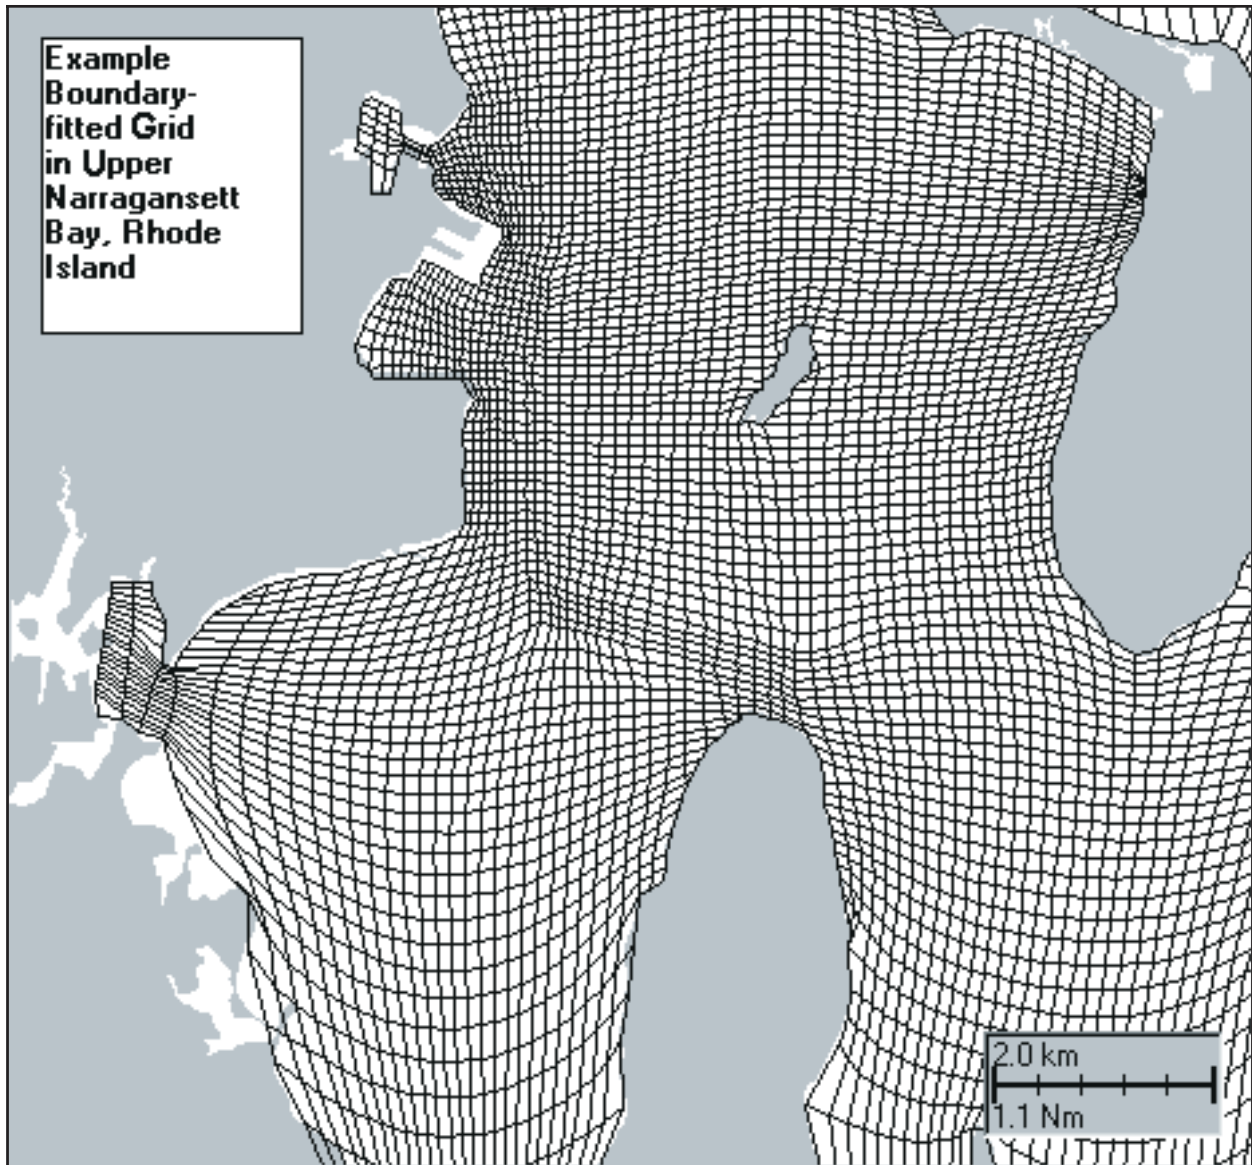 Example
Boundary-
fitted Grid
in Upper
Narragansett
Bay, Rhode
Island
2.0 km
1.1 Nm